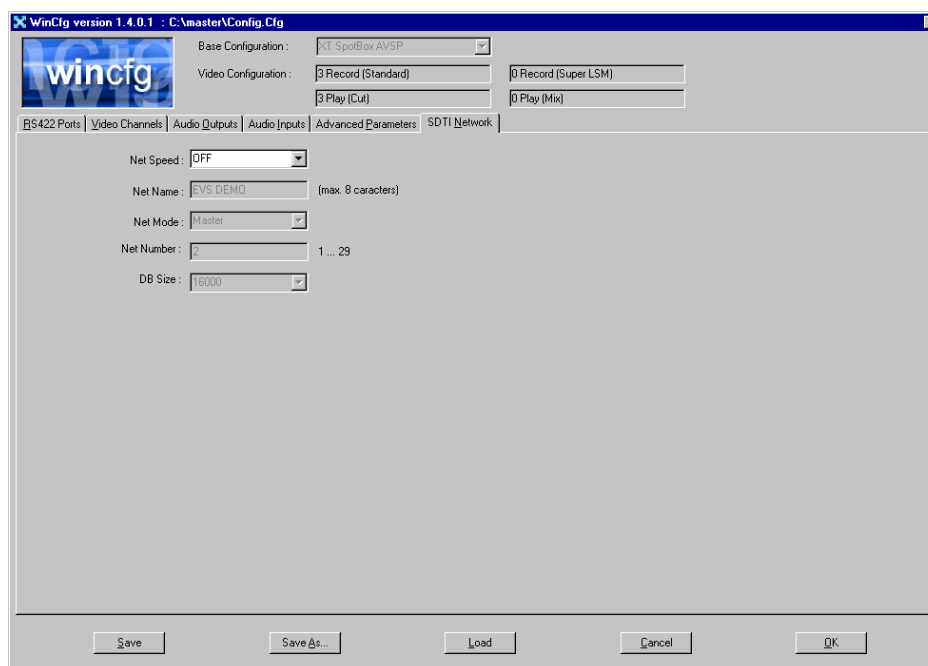 WinCfg version 1.4.0.1 : C:\master\Config.Cfg
wincfg
Base Configuration : XT SpotBox AVSP
Video Configuration : 3 Record (Standard) 0 Record (Super LSM)
3 Play (Cut) 0 Play (Mix)
RS422 Ports Video Channels Audio Outputs Audio Inputs Advanced Parameters SDTI Network
Net Speed : OFF
Net Name : EVS DEMO (max. 8 caracters)
Net Mode : Master
Net Number : 2 1 ... 29
DB Size : 16000
Save Save As... Load Cancel OK